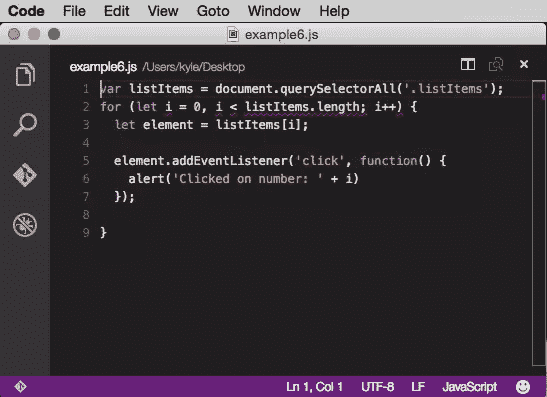 Code File Edit View Goto Window Help
example6.js
example6.js /Users/kyle/Desktop
1 var listItems = document.querySelectorAll('.listItems');
2 for (let i = 0, i < listItems.length; i++) {
3 let element = listItems[i];
4
5 element.addEventListener('click', function() {
6 alert('Clicked on number: ' + i)
7 });
8
9 }
Ln 1, Col 1 UTF-8 LF JavaScript